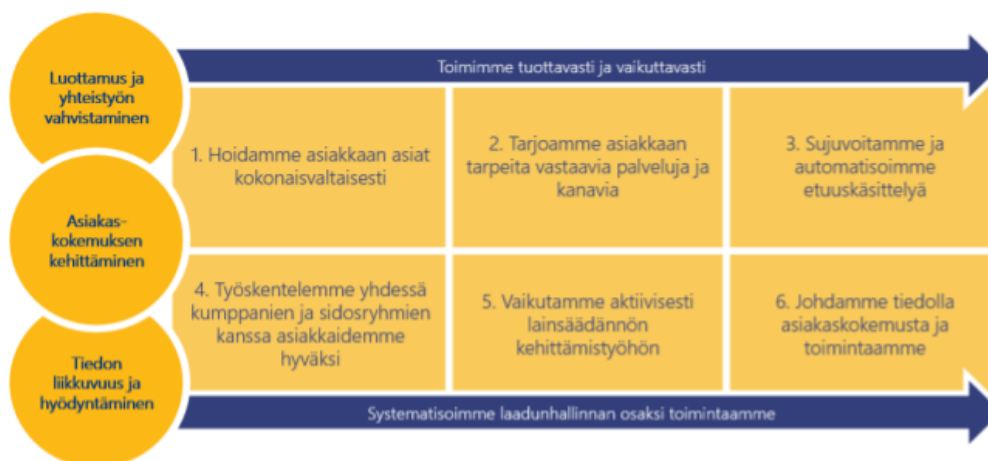 Luottamus ja
yhteistyön
vahvistaminen
Asiakas-
kokemuksen
kehittäminen
Tiedon
liikkuvuus ja
hyödyntäminen
Toimimme tuottavasti ja vaikuttavasti
1. Hoidamme asiakkaan asiat
kokonaisvaltaisesti
2. Tarjoamme asiakkaan
tarpeita vastaavia palveluja ja
kanavia
3. Sujuvoitamme ja
automatisoimme
etuuskäsittelyä
4. Työskentelemme yhdessä
kumppanien ja sidosryhmien
kanssa asiakkaidemme
hyväksi
5. Vaikutamme aktiivisesti
lainsäädännön
kehittämistyöhön
6. Johdamme tiedolla
asiakaskokemusta ja
toimintaamme
Systematisoimme laadunhallinnan osaksi toimintaamme